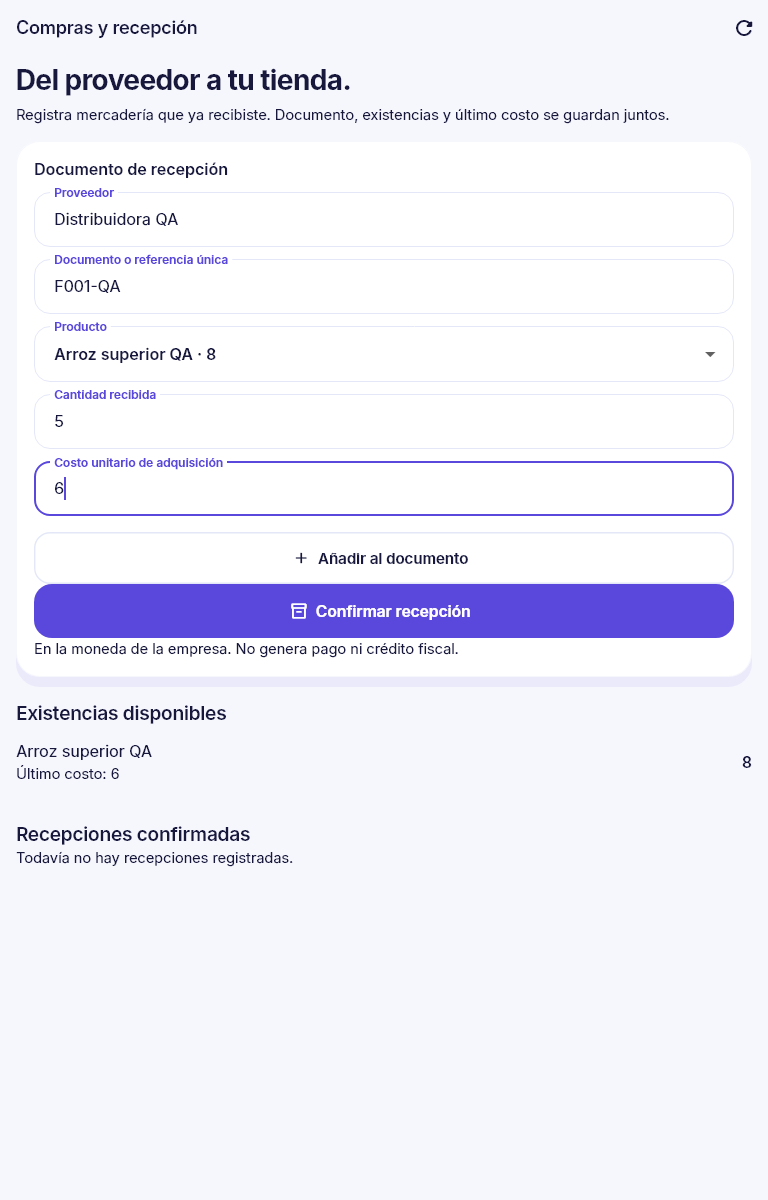 Compras y recepción
Del proveedor a tu tienda.
Registra mercadería que ya recibiste. Documento, existencias y último costo se guardan juntos.
Documento de recepción
Proveedor
Distribuidora QA
Documento o referencia única
F001-QA
Producto
Arroz superior QA · 8
Cantidad recibida
5
Costo unitario de adquisición
6
Añadir al documento
Confirmar recepción
En la moneda de la empresa. No genera pago ni crédito fiscal.
Existencias disponibles
Arroz superior QA
Último costo: 6
8
Recepciones confirmadas
Todavía no hay recepciones registradas.